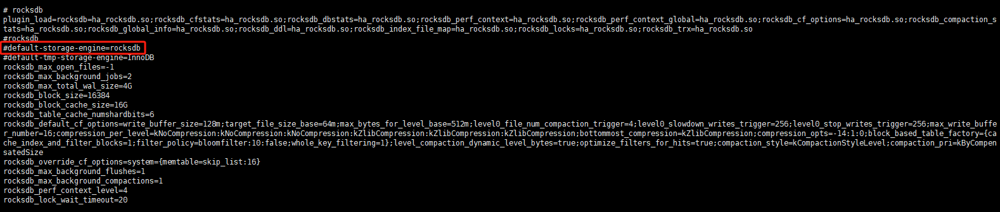 # rocksdb
plugin_load=rocksdb=ha_rocksdb.so;rocksdb_cfstats=ha_rocksdb.so;rocksdb_dbstats=ha_rocksdb.so;rocksdb_perf_context=ha_rocksdb.so;rocksdb_perf_context_global=ha_rocksdb.so;rocksdb_cf_options=ha_rocksdb.so;rocksdb_compaction_s
tats=ha_rocksdb.so;rocksdb_global_info=ha_rocksdb.so;rocksdb_ddl=ha_rocksdb.so;rocksdb_index_file_map=ha_rocksdb.so;rocksdb_locks=ha_rocksdb.so;rocksdb_trx=ha_rocksdb.so
#rocksdb
#default-storage-engine=rocksdb
#default-tmp-storage-engine=InnoDB
rocksdb_max_open_files=-1
rocksdb_max_background_jobs=2
rocksdb_max_total_wal_size=4G
rocksdb_block_size=16384
rocksdb_block_cache_size=16G
rocksdb_table_cache_numshardbits=6
rocksdb_default_cf_options=write_buffer_size=128m;target_file_size_base=64m;max_bytes_for_level_base=512m;level0_file_num_compaction_trigger=4;level0_slowdown_writes_trigger=256;level0_stop_writes_trigger=256;max_write_buffe
r_number=16;compression_per_level=kNoCompression:kNoCompression:kNoCompression:kZlibCompression:kZlibCompression:kZlibCompression;bottommost_compression=kZlibCompression;compression_opts=-14:1:0;block_based_table_factory={ca
che_index_and_filter_blocks=1;filter_policy=bloomfilter:10:false;whole_key_filtering=1};level_compaction_dynamic_level_bytes=true;optimize_filters_for_hits=true;compaction_style=kCompactionStyleLevel;compaction_pri=kByCompen
satedSize
rocksdb_override_cf_options=system={memtable=skip_list:16}
rocksdb_max_background_flushes=1
rocksdb_max_background_compactions=1
rocksdb_perf_context_level=4
rocksdb_lock_wait_timeout=20